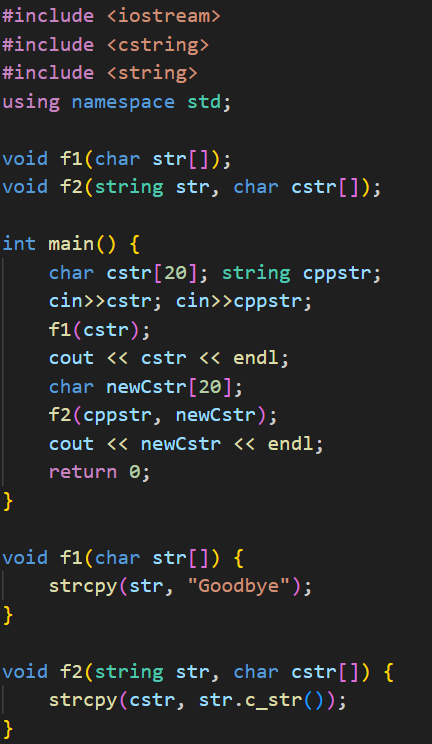 #include <iostream>
#include <cstring>
#include <string>
using namespace std;

void f1(char str[]);
void f2(string str, char cstr[]);

int main() {
    char cstr[20]; string cppstr;
    cin>>cstr; cin>>cppstr;
    f1(cstr);
    cout << cstr << endl;
    char newCstr[20];
    f2(cppstr, newCstr);
    cout << newCstr << endl;
    return 0;
}

void f1(char str[]) {
    strcpy(str, "Goodbye");
}

void f2(string str, char cstr[]) {
    strcpy(cstr, str.c_str());
}